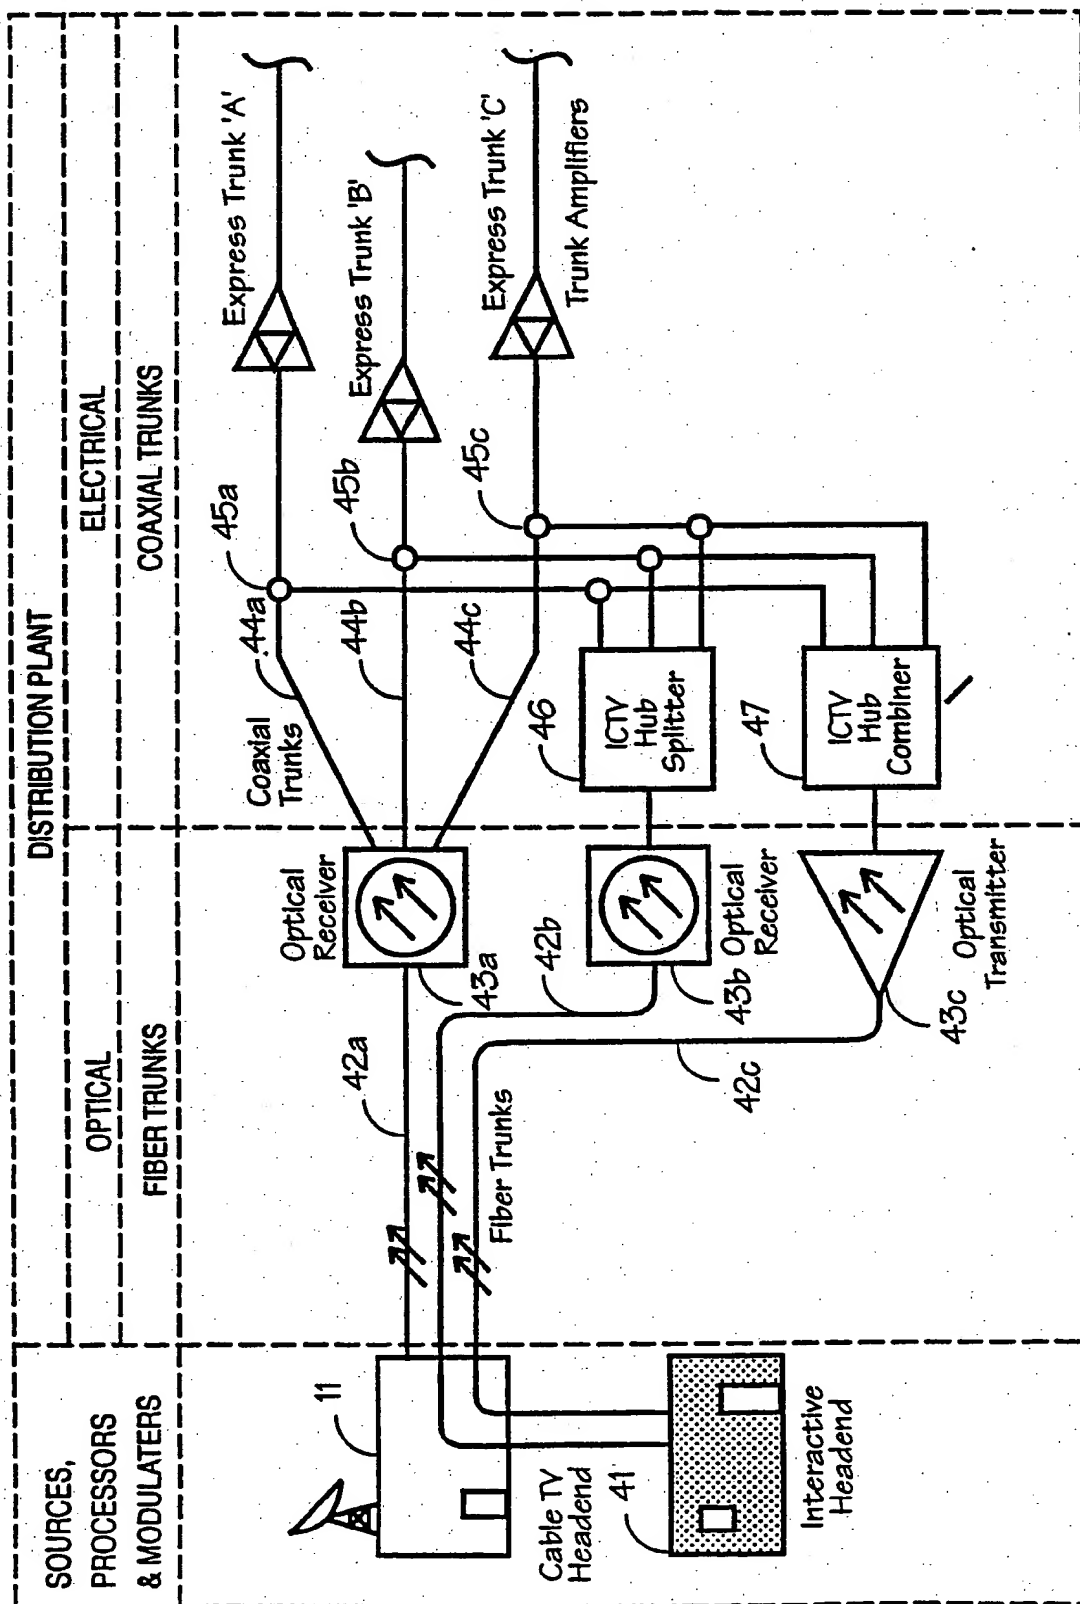 SOURCES,
PROCESSORS
& MODULATERS
DISTRIBUTION PLANT
OPTICAL
ELECTRICAL
FIBER TRUNKS
COAXIAL TRUNKS
11
Cable TV
Headend
41
Interactive
Headend
42a
Fiber Trunks
42b
42c
Optical
Receiver
43a
43b
Optical
Receiver
43c
Optical
Transmitter
Coaxial
Trunks
44a
44b
44c
45a
45b
45c
46
ICTV
Hub
Splitter
47
ICTV
Hub
Combiner
Express Trunk 'A'
Express Trunk 'B'
Express Trunk 'C'
Trunk Amplifiers